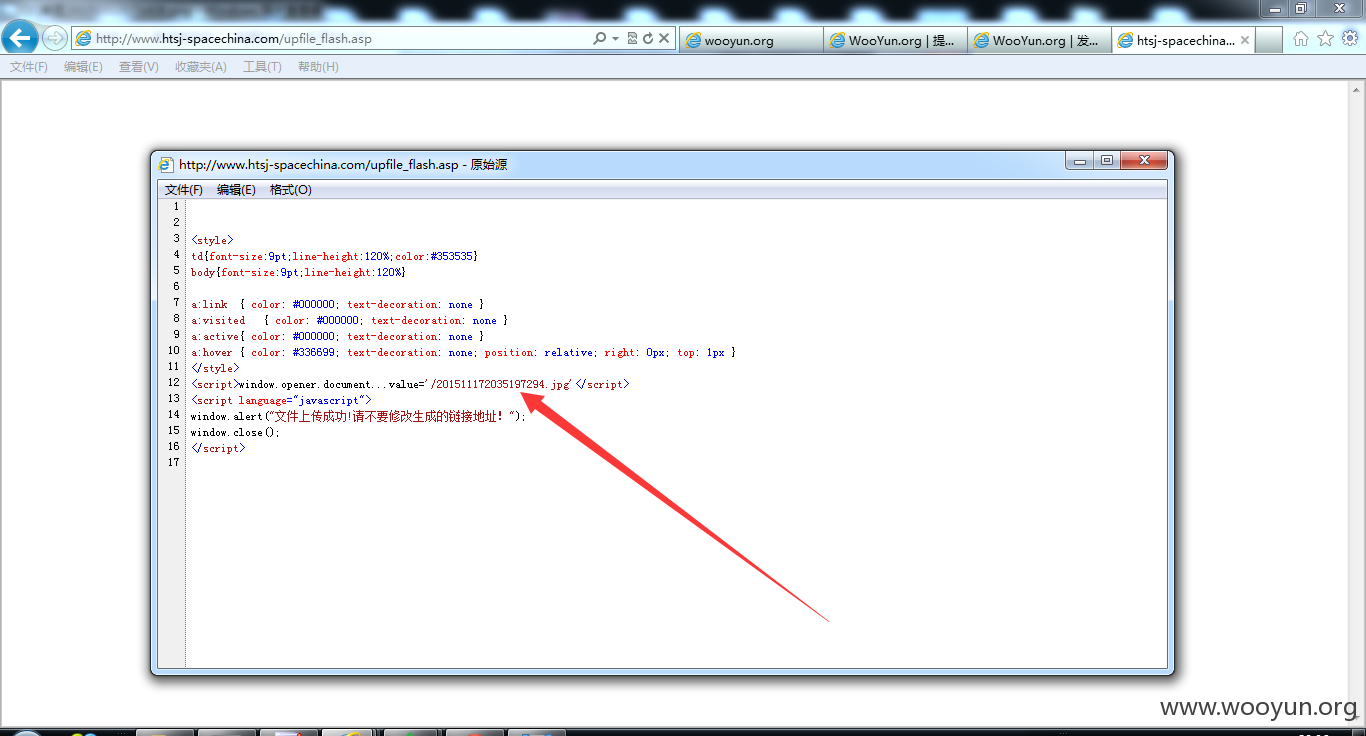 http://www.htsj-spacechina.com/upfile_flash.asp
wooyun.org
WooYun.org | 提...
WooYun.org | 发...
htsj-spacechina...
文件(F) 编辑(E) 查看(V) 收藏夹(A) 工具(T) 帮助(H)
http://www.htsj-spacechina.com/upfile_flash.asp - 原始源
文件(F) 编辑(E) 格式(O)
1
2
3 <style>
4 td{font-size:9pt;line-height:120%;color:#353535}
5 body{font-size:9pt;line-height:120%}
6
7 a:link { color: #000000; text-decoration: none }
8 a:visited { color: #000000; text-decoration: none }
9 a:active{ color: #000000; text-decoration: none }
10 a:hover { color: #336699; text-decoration: none; position: relative; right: 0px; top: 1px }
11 </style>
12 <script>window.opener.document...value='/201511172035197294.jpg'</script>
13 <script language="javascript">
14 window.alert("文件上传成功!请不要修改生成的链接地址！");
15 window.close();
16 </script>
17
www.wooyun.org